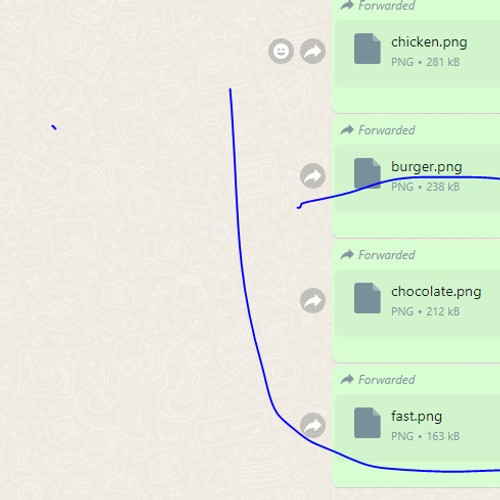 Forwarded
chicken.png
PNG • 281 kB
Forwarded
burger.png
PNG • 238 kB
Forwarded
chocolate.png
PNG • 212 kB
Forwarded
fast.png
PNG • 163 kB